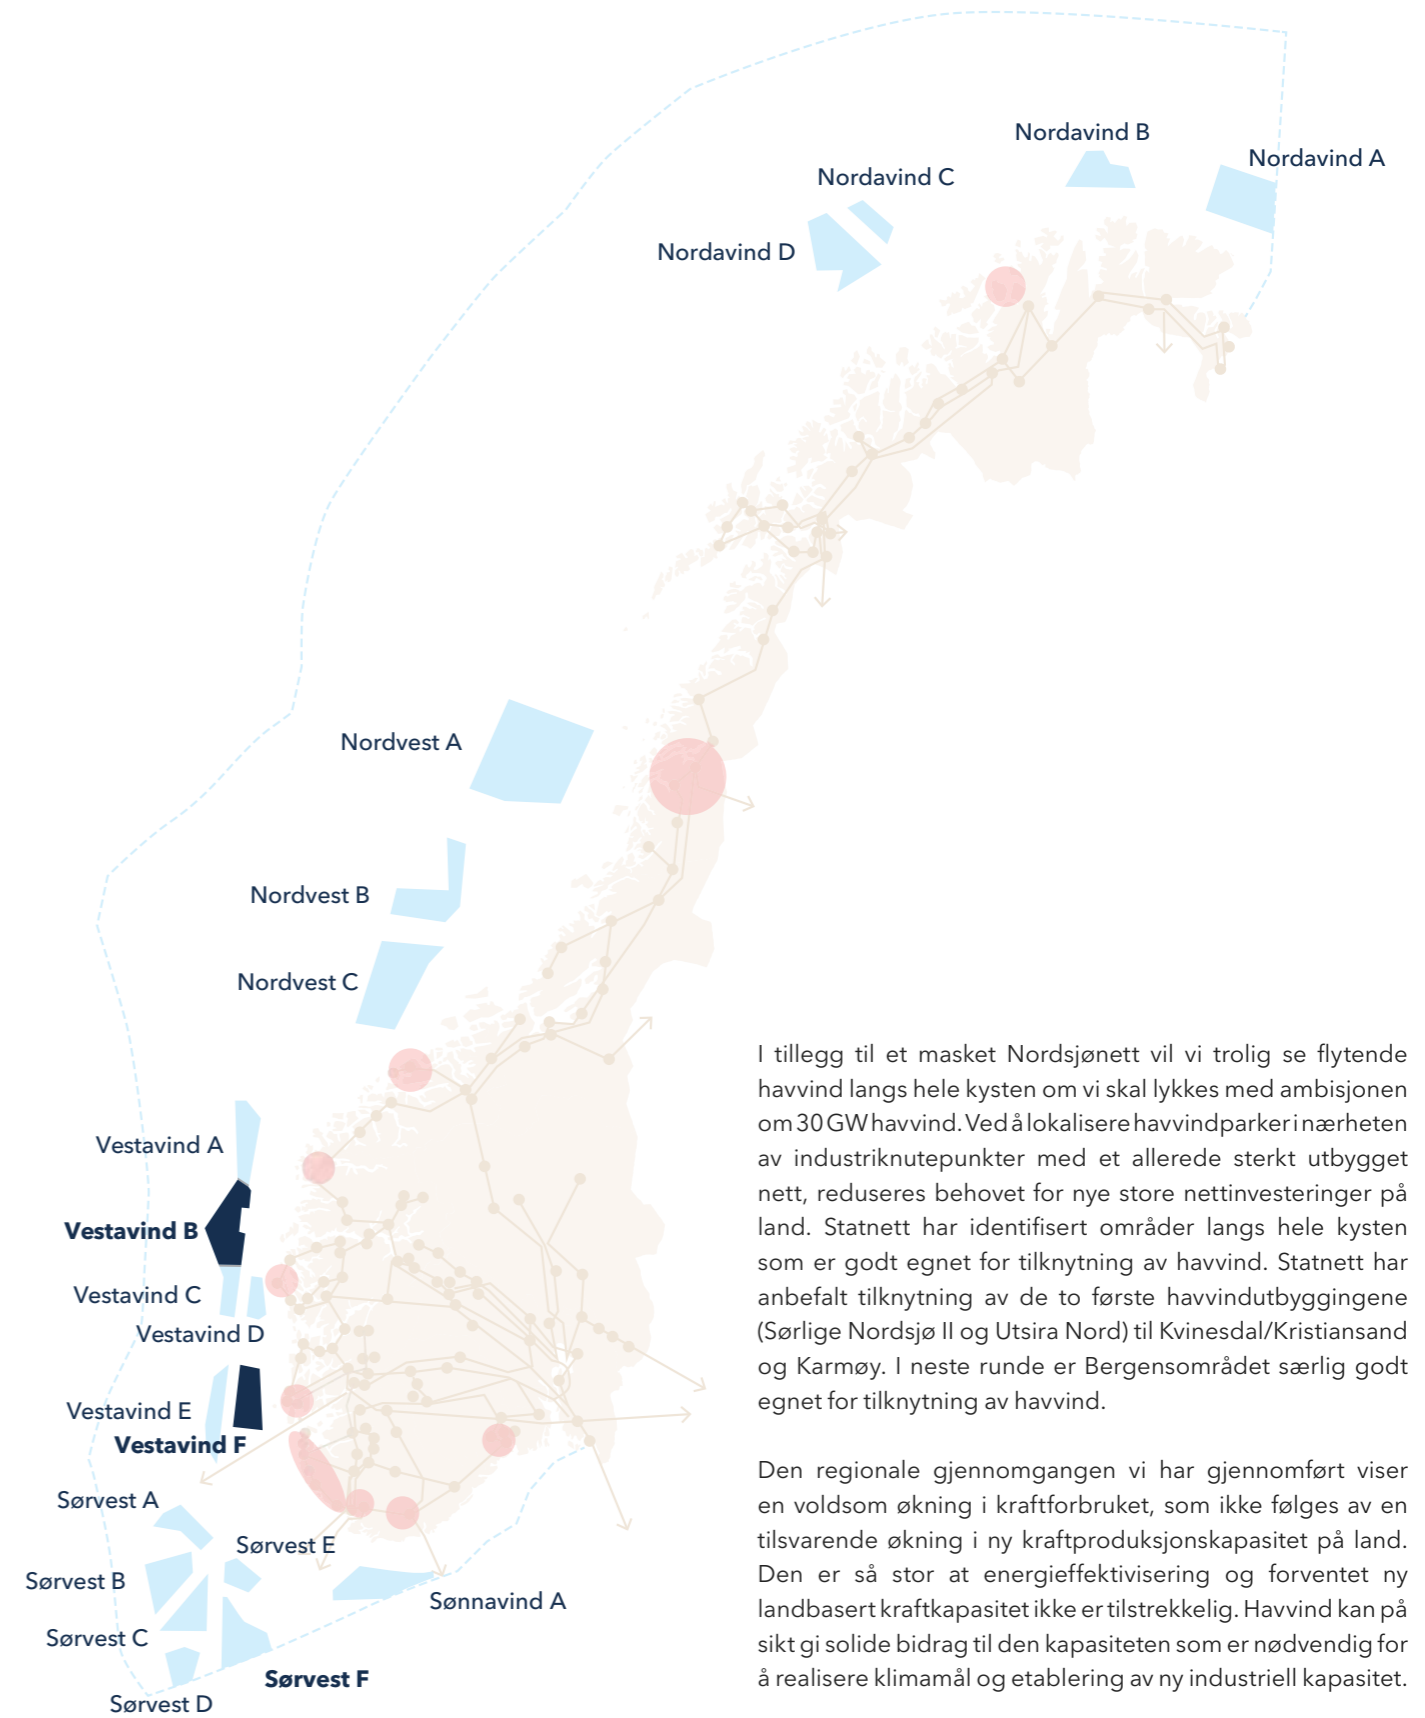 Nordavind B
Nordavind A
Nordavind C
Nordavind D
Nordvest A
Nordvest B
Nordvest C
Vestavind A
Vestavind B
Vestavind C
Vestavind D
Vestavind E
Vestavind F
Sørvest A
Sørvest E
Sørvest B
Sønnavind A
Sørvest C
Sørvest F
Sørvest D
I tillegg til et masket Nordsjønett vil vi trolig se flytende
havvind langs hele kysten om vi skal lykkes med ambisjonen
om 30 GW havvind. Ved å lokalisere havvindparker i nærheten
av industriknutepunkter med et allerede sterkt utbygget
nett, reduseres behovet for nye store nettinvesteringer på
land. Statnett har identifisert områder langs hele kysten
som er godt egnet for tilknytning av havvind. Statnett har
anbefalt tilknytning av de to første havvindutbyggingene
(Sørlige Nordsjø II og Utsira Nord) til Kvinesdal/Kristiansand
og Karmøy. I neste runde er Bergensområdet særlig godt
egnet for tilknytning av havvind.
Den regionale gjennomgangen vi har gjennomført viser
en voldsom økning i kraftforbruket, som ikke følges av en
tilsvarende økning i ny kraftproduksjonskapasitet på land.
Den er så stor at energieffektivisering og forventet ny
landbasert kraftkapasitet ikke er tilstrekkelig. Havvind kan på
sikt gi solide bidrag til den kapasiteten som er nødvendig for
å realisere klimamål og etablering av ny industriell kapasitet.